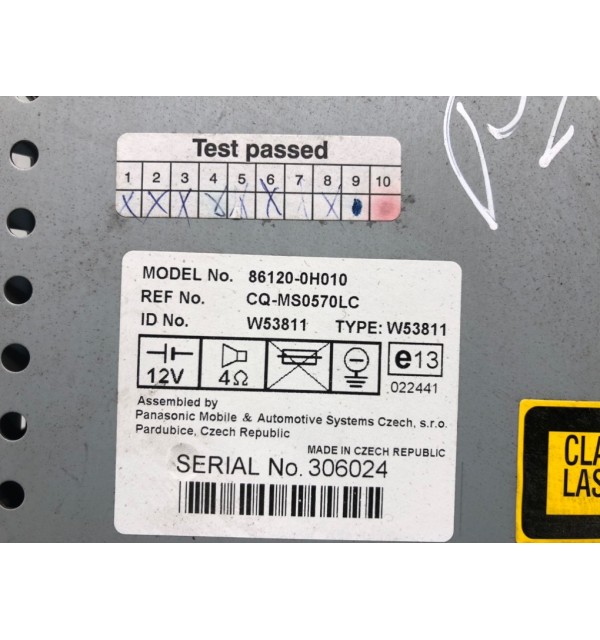 Test passed
1 2 3 4 5 6 7 8 9 10
MODEL No. 86120-0H010
REF No. CQ-MS0570LC
ID No. W53811 TYPE: W53811
12V 4Ω e13
022441
Assembled by
Panasonic Mobile & Automotive Systems Czech, s.r.o.
Pardubice, Czech Republic
MADE IN CZECH REPUBLIC
SERIAL No. 306024